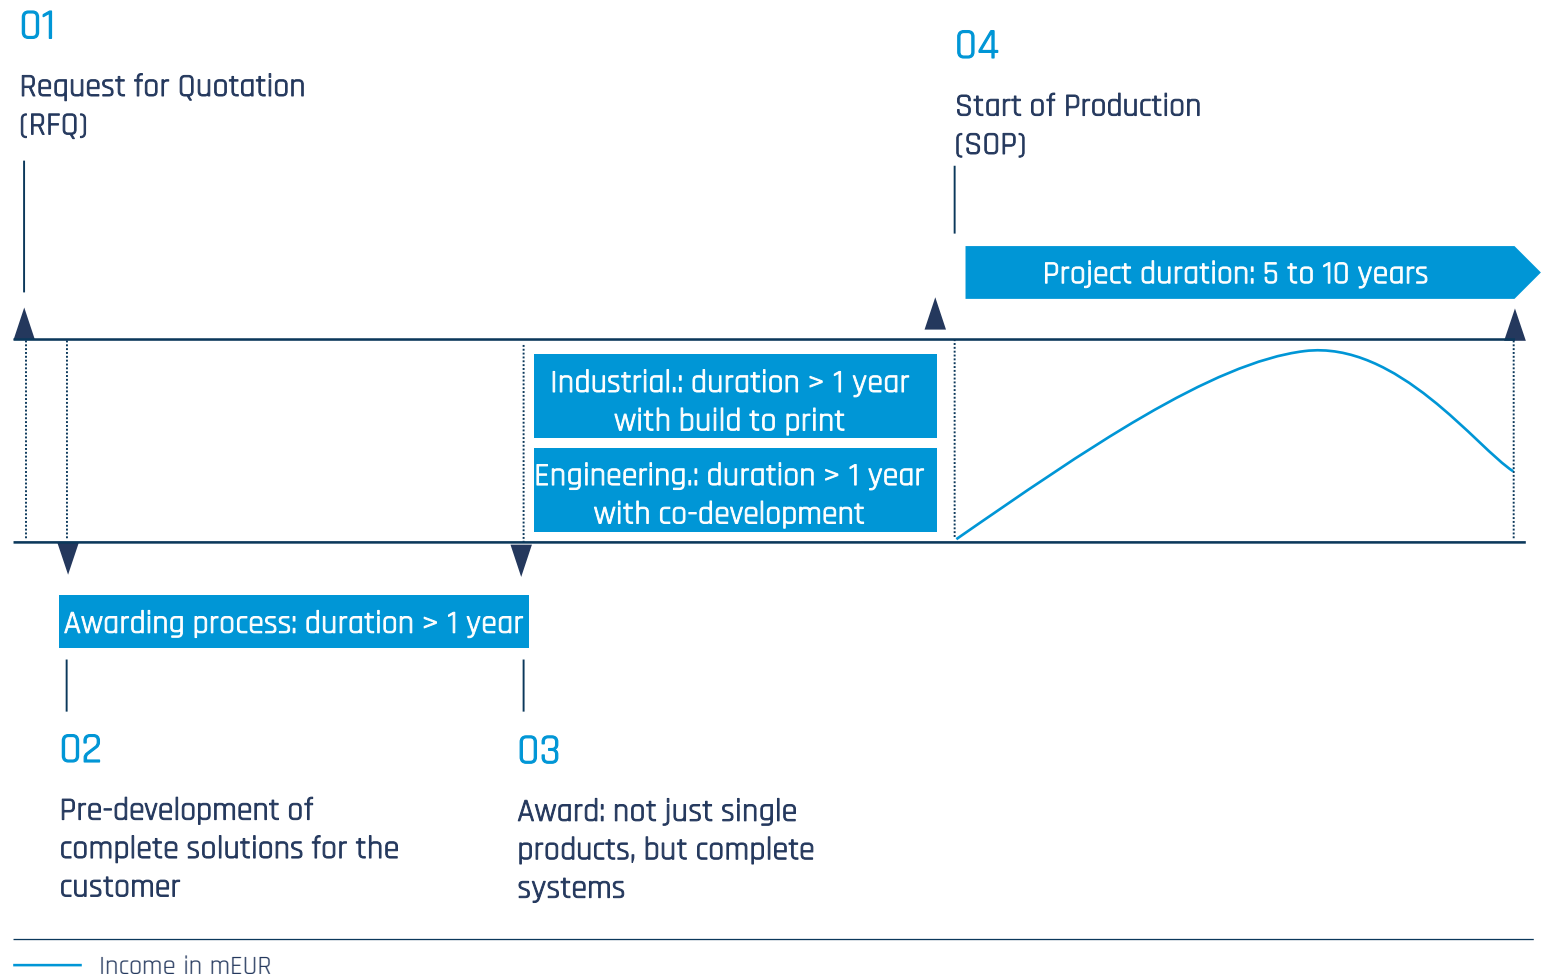 01
Request for Quotation
(RFQ)
04
Start of Production
(SOP)
Project duration: 5 to 10 years
Industrial.: duration > 1 year
with build to print
Engineering.: duration > 1 year
with co-development
Awarding process: duration > 1 year
02
Pre-development of
complete solutions for the
customer
03
Award: not just single
products, but complete
systems
Income in mEUR